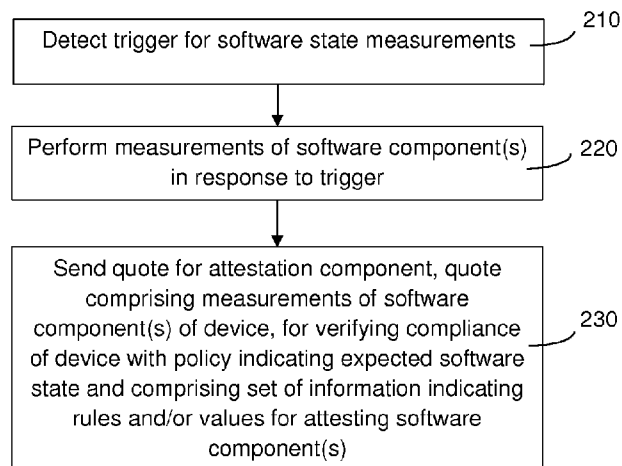 Detect trigger for software state measurements
210
Perform measurements of software component(s)
in response to trigger
220
Send quote for attestation component, quote
comprising measurements of software
component(s) of device, for verifying compliance
of device with policy indicating expected software
state and comprising set of information indicating
rules and/or values for attesting software
component(s)
230